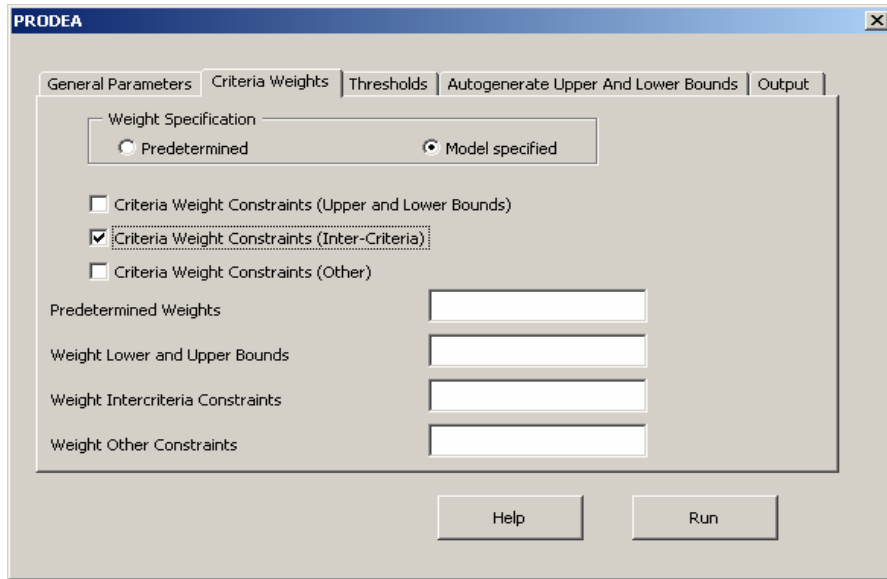 PRODEA
General Parameters Criteria Weights Thresholds Autogenerate Upper And Lower Bounds Output
Weight Specification
Predetermined Model specified
Criteria Weight Constraints (Upper and Lower Bounds)
Criteria Weight Constraints (Inter-Criteria)
Criteria Weight Constraints (Other)
Predetermined Weights
Weight Lower and Upper Bounds
Weight Intercriteria Constraints
Weight Other Constraints
Help Run